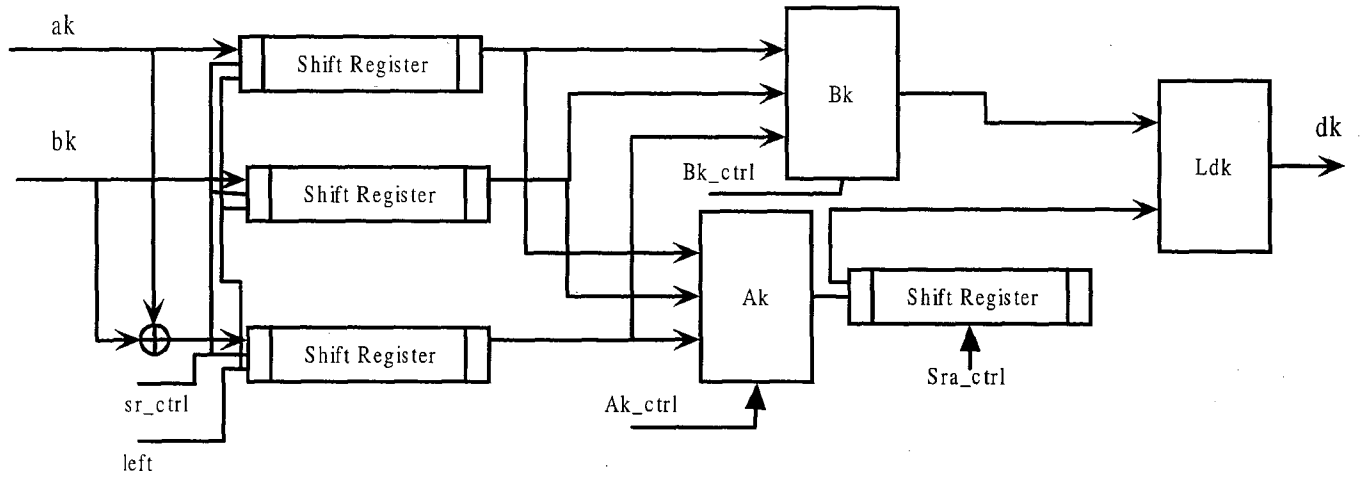 ak
Shift Register
Bk
bk
dk
Ldk
Shift Register
Bk_ctrl
Ak
Shift Register
Shift Register
Sra_ctrl
sr_ctrl
Ak_ctrl
left